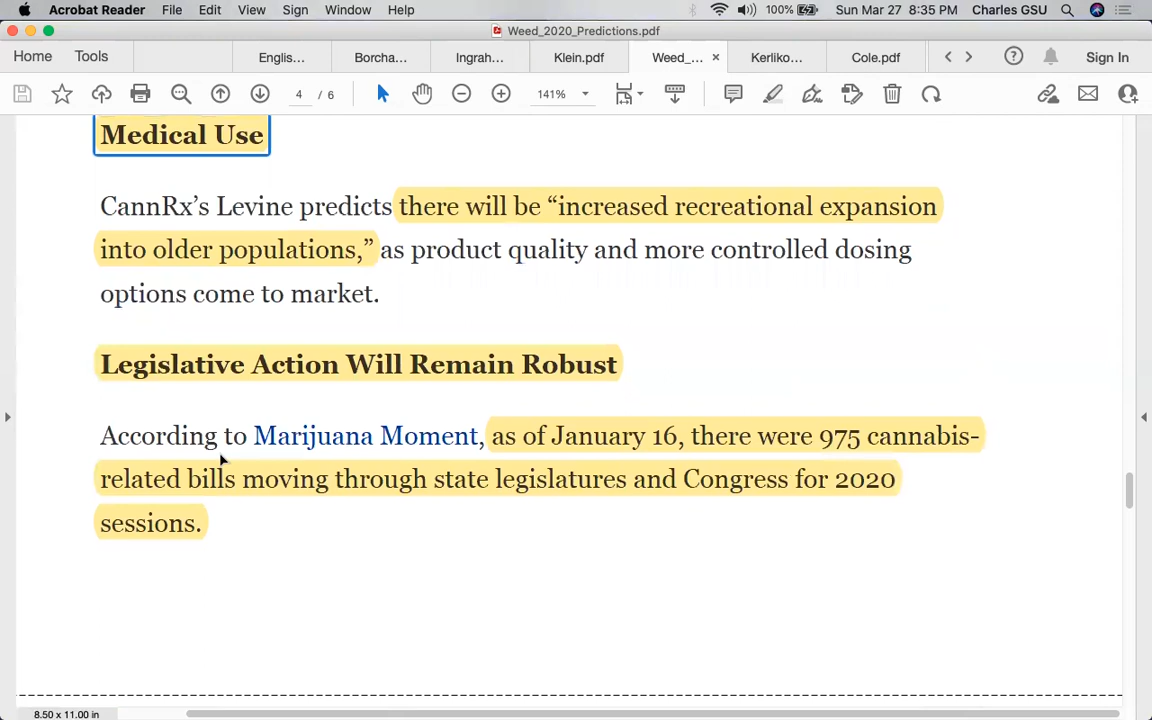 Acrobat Reader File Edit View Sign Window Help 100% Sun Mar 27 8:35 PM Charles GSU
Weed_2020_Predictions.pdf
Home Tools Englis... Borcha... Ingrah... Klein.pdf Weed_... × Kerliko... Cole.pdf Sign In
4 / 6 141%
Medical Use
CannRx’s Levine predicts there will be “increased recreational expansion
into older populations,” as product quality and more controlled dosing
options come to market.
Legislative Action Will Remain Robust
According to Marijuana Moment, as of January 16, there were 975 cannabis-
related bills moving through state legislatures and Congress for 2020
sessions.
8.50 x 11.00 in